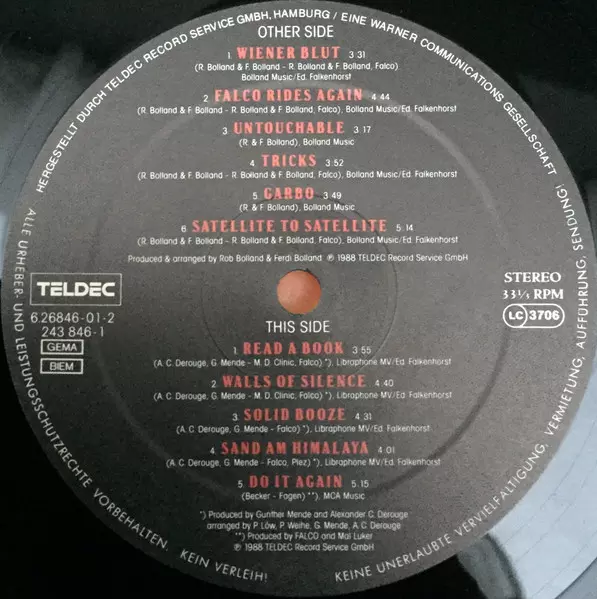 HERGESTELLT DURCH TELDEC RECORD SERVICE GMBH, HAMBURG / EINE WARNER COMMUNICATIONS GESELLSCHAFT
OTHER SIDE
1. WIENER BLUT 3:31
(R. Bolland & F. Bolland - R. Bolland & F. Bolland, Falco)
Bolland Music/Ed. Falkenhorst
2. FALCO RIDES AGAIN 4:44
(R. Bolland & F. Bolland - R. Bolland & F. Bolland, Falco), Bolland Music/Ed. Falkenhorst
3. UNTOUCHABLE 3:17
(R. & F. Bolland), Bolland Music
4. TRICKS 3:52
(R. Bolland & F. Bolland - R. Bolland & F. Bolland, Falco), Bolland Music/Ed. Falkenhorst
5. GARBO 3:49
(R. & F. Bolland), Bolland Music
6. SATELLITE TO SATELLITE 5:14
(R. Bolland & F. Bolland - R. Bolland & F. Bolland, Falco), Bolland Music/Ed. Falkenhorst
Produced & arranged by Rob Bolland & Ferdi Bolland ℗ 1988 TELDEC Record Service GmbH
TELDEC
6.26846-01-2
243 846-1
GEMA
BIEM
STEREO
33⅓ RPM
LC 3706
THIS SIDE
1. READ A BOOK 3:55
(A. C. Derouge, G. Mende - M. D. Clinic, Falco) *), Libraphone MV/Ed. Falkenhorst
2. WALLS OF SILENCE 4:40
(A. C. Derouge, G. Mende - M. D. Clinic, Falco) *), Libraphone MV/Ed. Falkenhorst
3. SOLID BOOZE 4:31
(A. C. Derouge, G. Mende - Falco) *), Libraphone MV/Ed. Falkenhorst
4. SAND AM HIMALAYA 4:01
(A. C. Derouge, G. Mende - Falco, Plez) *), Libraphone MV/Ed. Falkenhorst
5. DO IT AGAIN 5:15
(Becker - Fagen) **), MCA Music
*) Produced by Gunther Mende and Alexander C. Derouge
arranged by P. Löw, P. Weihe, G. Mende, A. C. Derouge
**) Produced by FALCO and Mal Luker
℗ 1988 TELDEC Record Service GmbH
ALLE URHEBER- UND LEISTUNGSSCHUTZRECHTE VORBEHALTEN. KEIN VERLEIH! KEINE UNERLAUBTE VERVIELFÄLTIGUNG, VERMIETUNG, AUFFÜHRUNG, SENDUNG!